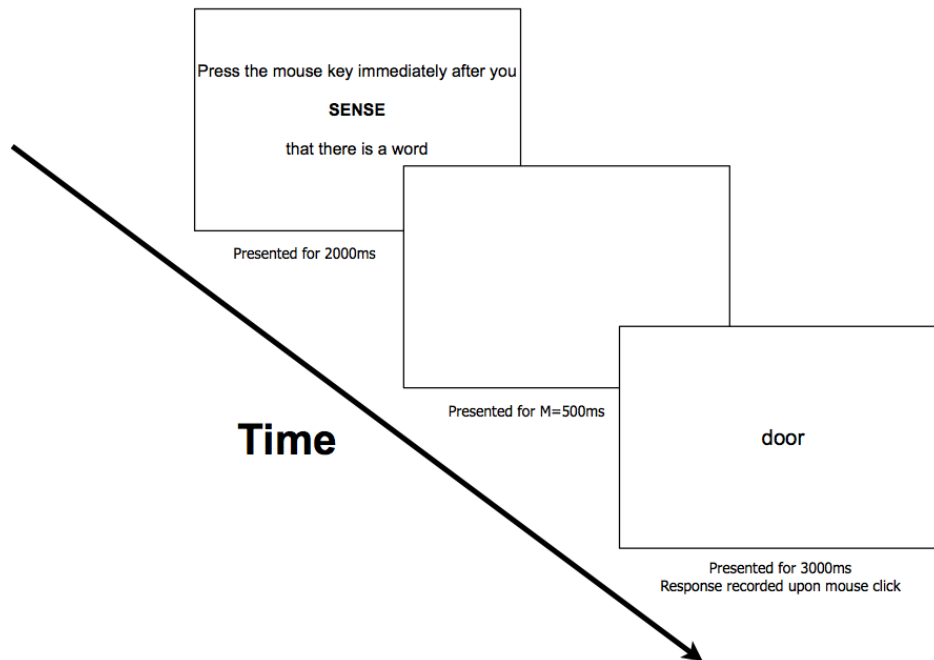 Press the mouse key immediately after you
SENSE
that there is a word
Presented for 2000ms
Presented for M=500ms
Time
door
Presented for 3000ms
Response recorded upon mouse click